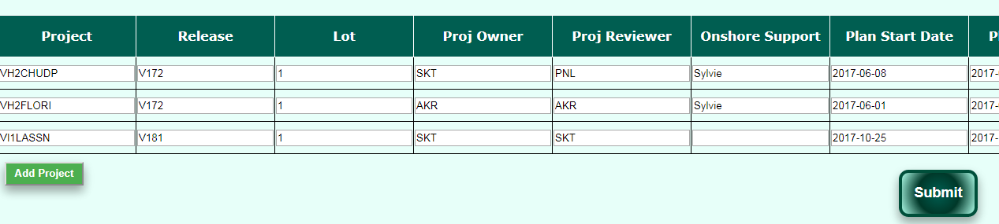 Project Release Lot Proj Owner Proj Reviewer Onshore Support Plan Start Date Pl
VH2CHUDP V172 1 SKT PNL Sylvie 2017-06-08 2017-
VH2FLORI V172 1 AKR AKR Sylvie 2017-06-01 2017-
VI1LASSN V181 1 SKT SKT 2017-10-25 2017-
Add Project
Submit